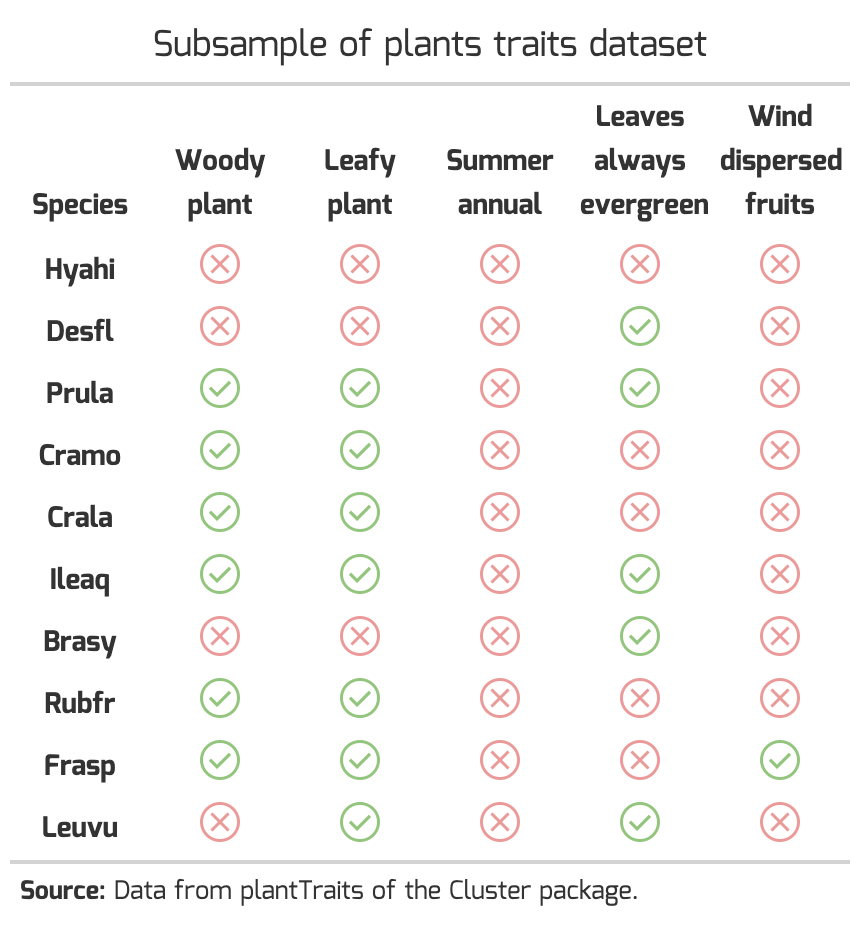 Subsample of plants traits dataset
Leaves Wind
Woody Leafy Summer always dispersed
Species plant plant annual evergreen fruits
Hyahi
Desfl
Prula
Cramo
Crala
Ileaq
Brasy
Rubfr
Frasp
Leuvu
Source: Data from plantTraits of the Cluster package.